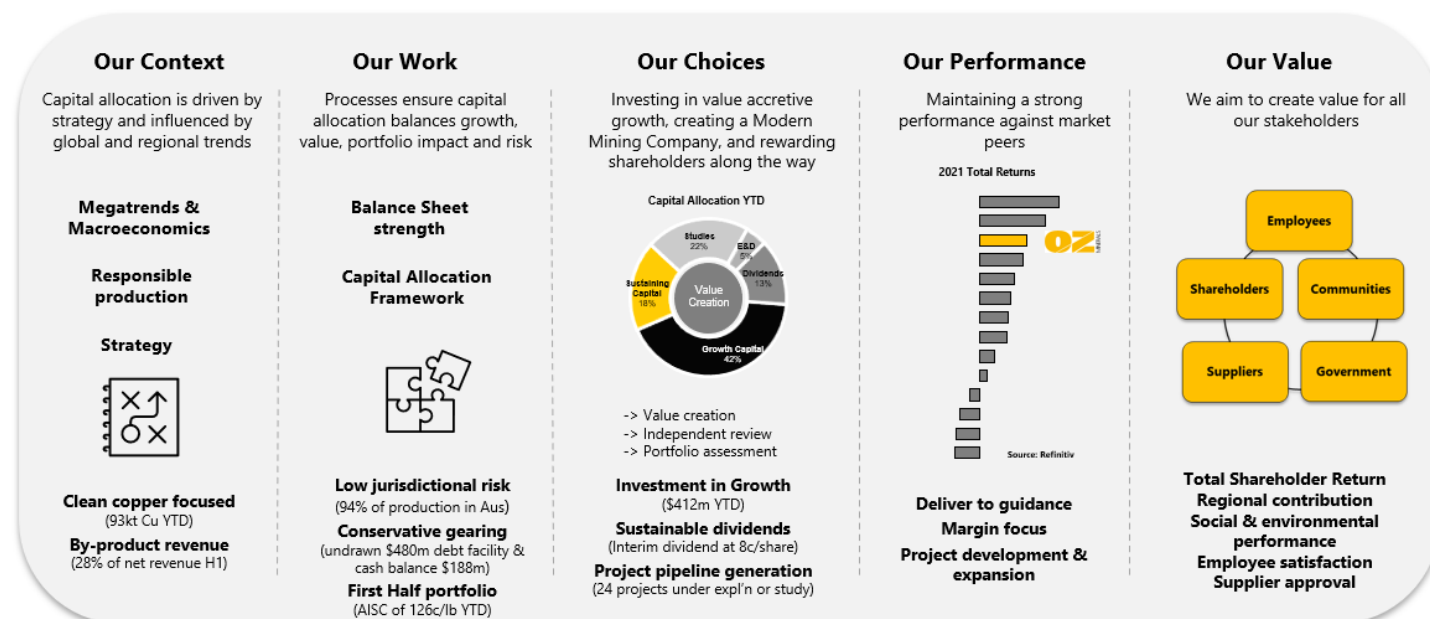 Our Context
Capital allocation is driven by
strategy and influenced by
global and regional trends
Megatrends &
Macroeconomics
Responsible
production
Strategy
Clean copper focused
(93kt Cu YTD)
By-product revenue
(28% of net revenue H1)
Our Work
Processes ensure capital
allocation balances growth,
value, portfolio impact and risk
Balance Sheet
strength
Capital Allocation
Framework
Low jurisdictional risk
(94% of production in Aus)
Conservative gearing
(undrawn $480m debt facility &
cash balance $188m)
First Half portfolio
(AISC of 126c/lb YTD)
Our Choices
Investing in value accretive
growth, creating a Modern
Mining Company, and rewarding
shareholders along the way
Capital Allocation YTD
Studies
22%
E&D
5%
Dividends
13%
Sustaining
Capital
18%
Value
Creation
Growth Capital
42%
-> Value creation
-> Independent review
-> Portfolio assessment
Investment in Growth
($412m YTD)
Sustainable dividends
(Interim dividend at 8c/share)
Project pipeline generation
(24 projects under expl'n or study)
Our Performance
Maintaining a strong
performance against market
peers
2021 Total Returns
OZ
MINERALS
Source: Refinitiv
Deliver to guidance
Margin focus
Project development &
expansion
Our Value
We aim to create value for all
our stakeholders
Employees
Shareholders
Communities
Suppliers
Government
Total Shareholder Return
Regional contribution
Social & environmental
performance
Employee satisfaction
Supplier approval